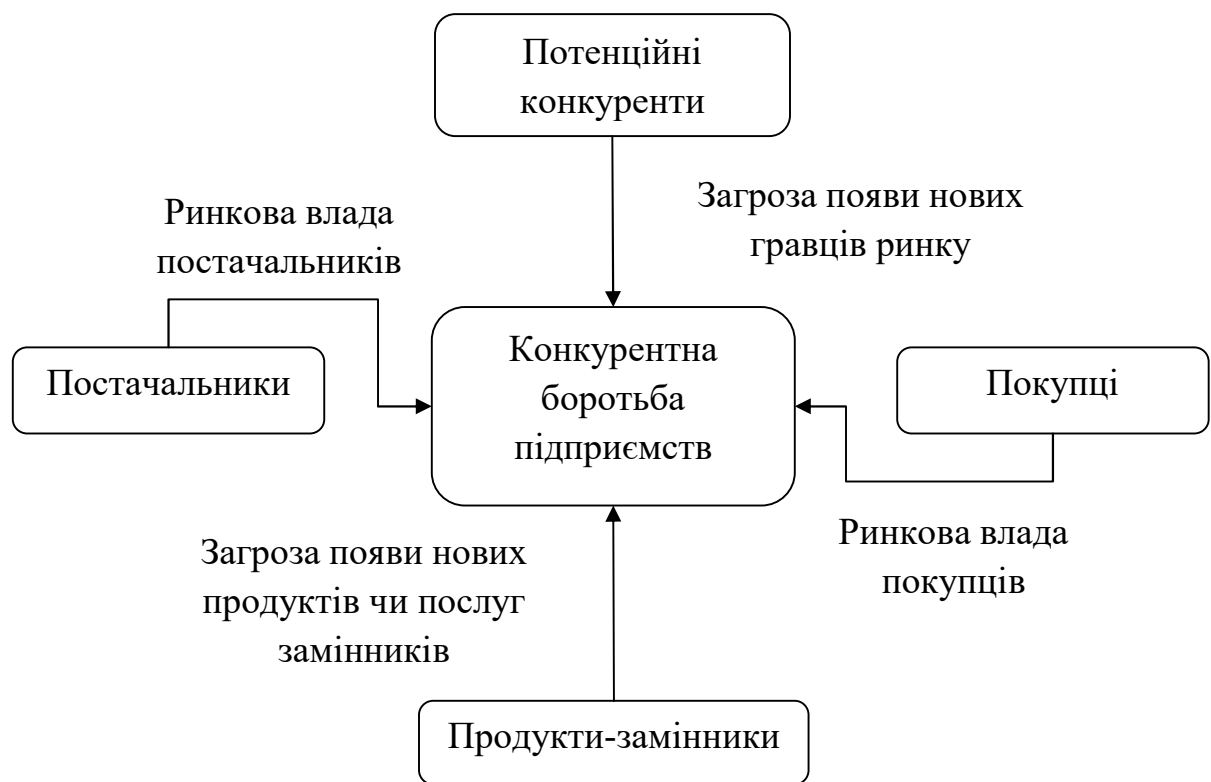 Потенційні
конкуренти
Загроза появи нових
гравців ринку
Ринкова влада
постачальників
Постачальники
Конкурентна
боротьба
підприємств
Покупці
Ринкова влада
покупців
Загроза появи нових
продуктів чи послуг
замінників
Продукти-замінники